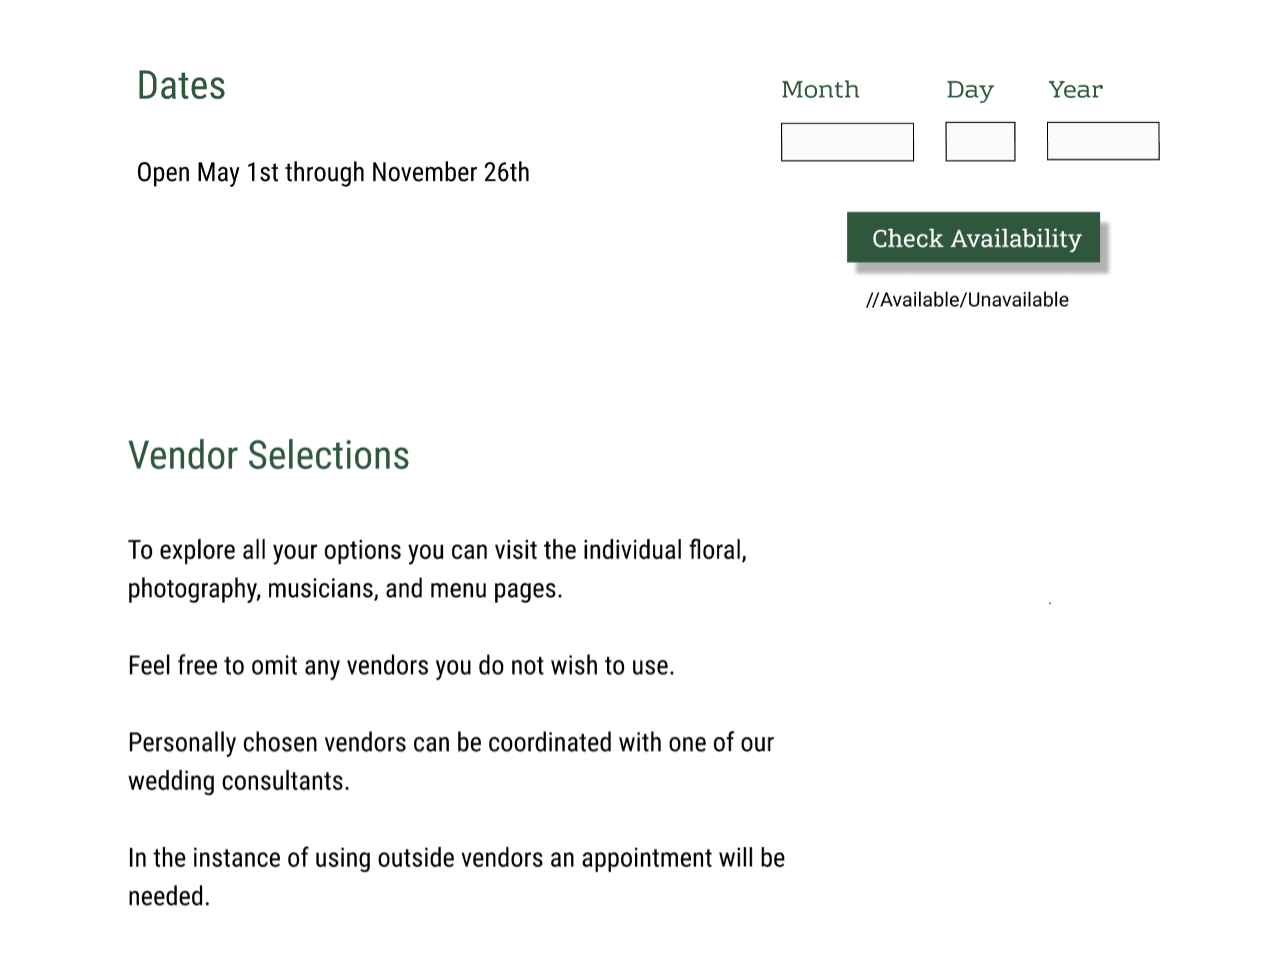 Dates
Month Day Year
Open May 1st through November 26th
Check Availability
//Available/Unavailable
Vendor Selections
To explore all your options you can visit the individual floral,
photography, musicians, and menu pages.
Feel free to omit any vendors you do not wish to use.
Personally chosen vendors can be coordinated with one of our
wedding consultants.
In the instance of using outside vendors an appointment will be
needed.